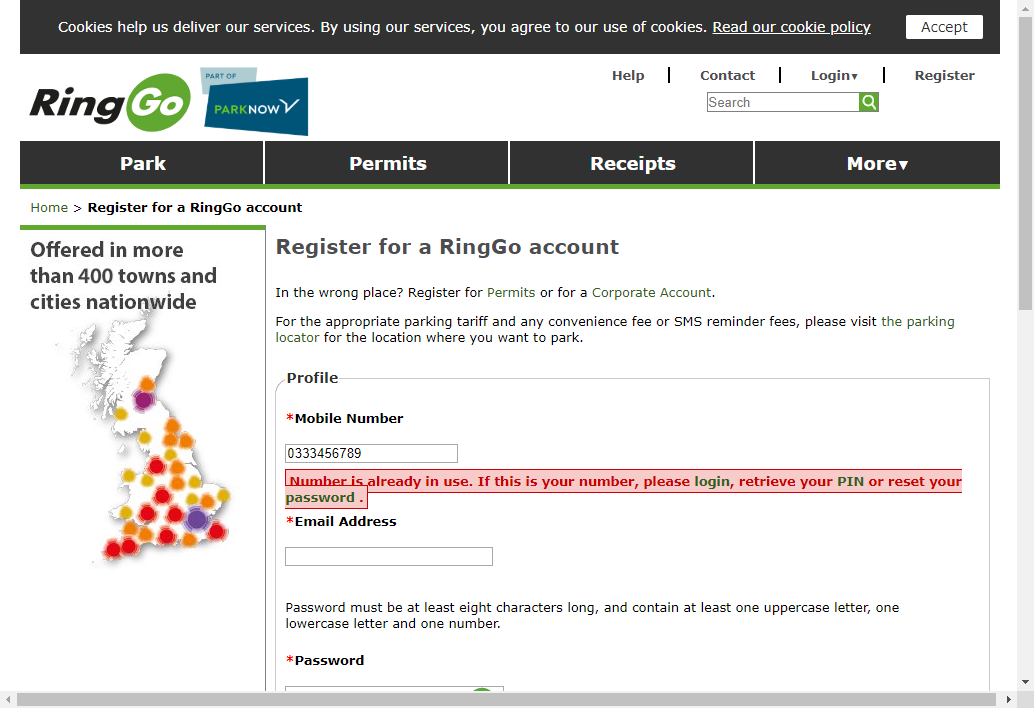 Cookies help us deliver our services. By using our services, you agree to our use of cookies. Read our cookie policy
Accept
RingGo
PART OF
PARKNOW
Help
Contact
Login▾
Register
Search
Park
Permits
Receipts
More▾
Home > Register for a RingGo account
Offered in more
than 400 towns and
cities nationwide
Register for a RingGo account
In the wrong place? Register for Permits or for a Corporate Account.
For the appropriate parking tariff and any convenience fee or SMS reminder fees, please visit the parking
locator for the location where you want to park.
Profile
*Mobile Number
0333456789
Number is already in use. If this is your number, please login, retrieve your PIN or reset your
password .
*Email Address
Password must be at least eight characters long, and contain at least one uppercase letter, one
lowercase letter and one number.
*Password